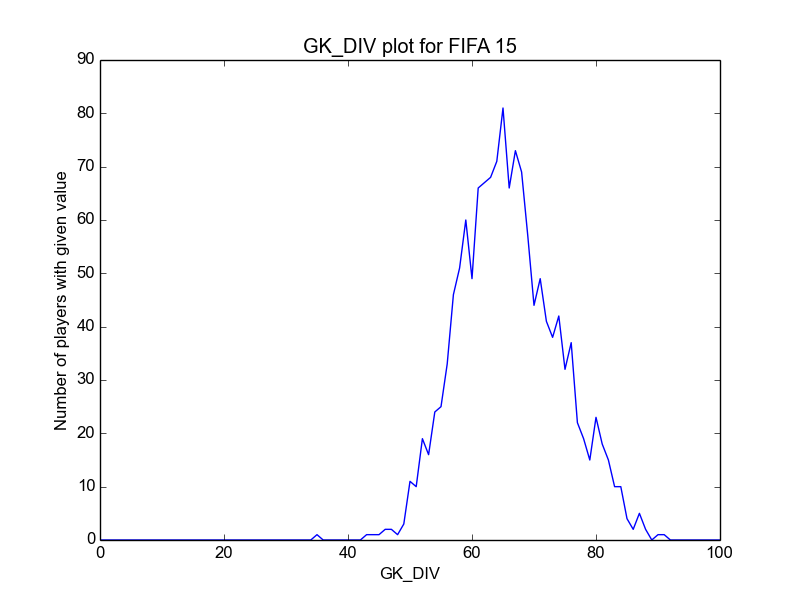 GK_DIV plot for FIFA 15
90
80
70
60
50
40
30
20
10
0
Number of players with given value
0 20 40 60 80 100
GK_DIV